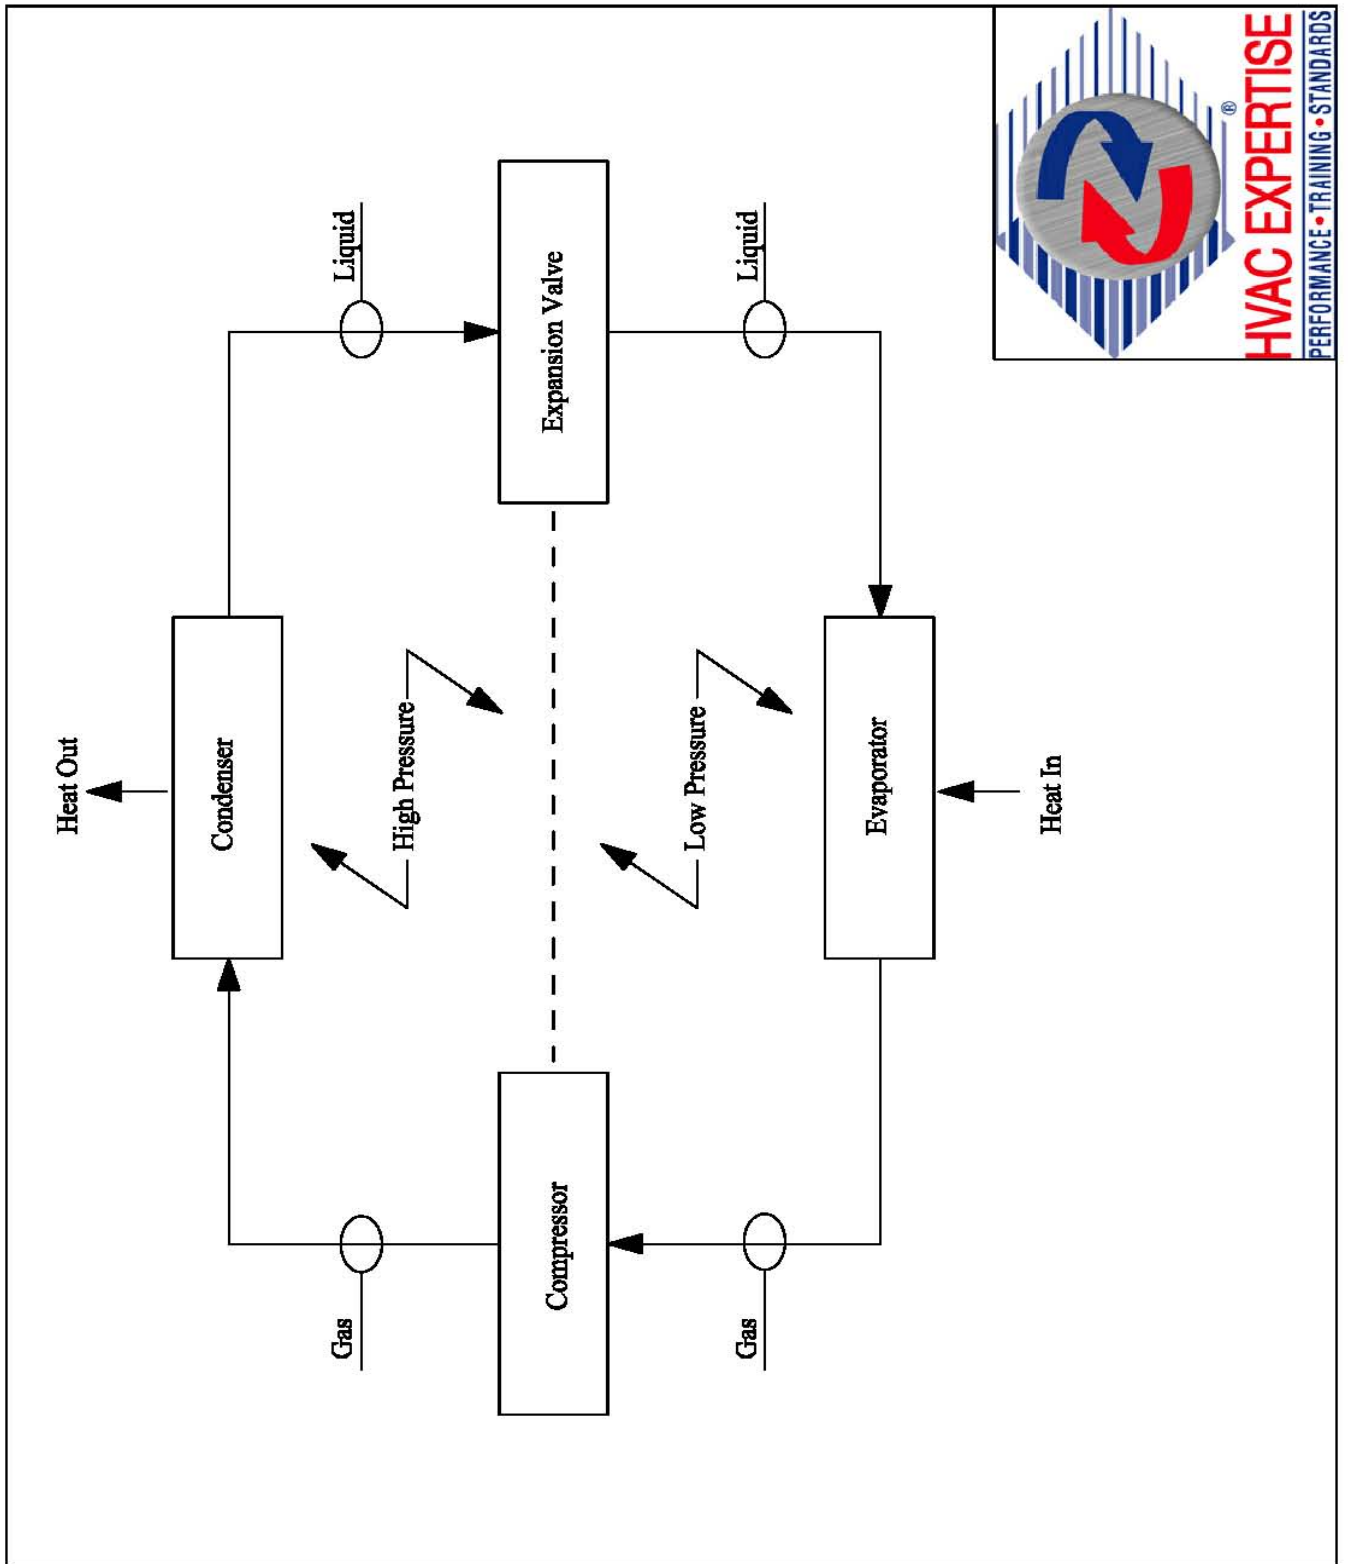 Heat Out
Condenser
Gas
Liquid
High Pressure
Compressor
Expansion Valve
Low Pressure
Gas
Liquid
Evaporator
Heat In
®
HVAC EXPERTISE
PERFORMANCE•TRAINING•STANDARDS